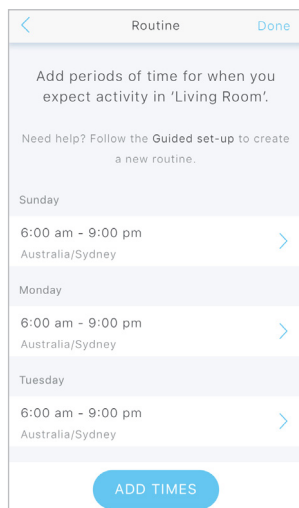 Routine
Done
Add periods of time for when you
expect activity in ‘Living Room’.
Need help? Follow the Guided set-up to create
a new routine.
Sunday
6:00 am - 9:00 pm
Australia/Sydney
Monday
6:00 am - 9:00 pm
Australia/Sydney
Tuesday
6:00 am - 9:00 pm
Australia/Sydney
ADD TIMES